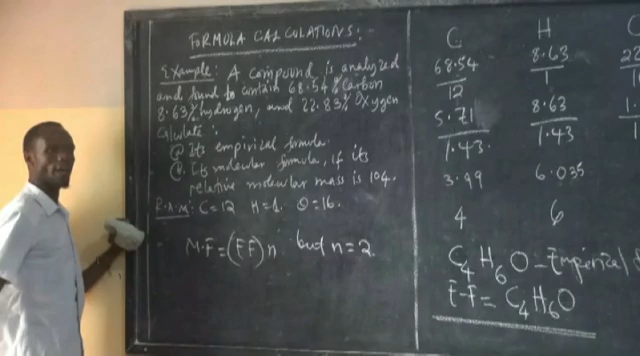 FORMULA CALCULATIONS:
Example: A compound is analyzed
and found to contain 68.54% carbon
8.63% hydrogen, and 22.83% oxygen
Calculate:
(a) Its empirical formula.
Its molecular formula, if its
relative molecular mass is 104.
R.A.M: C=12 H=1. O=16.
M.F=(EF)n but n=2.
C H
68.54 8.63 22
12 1
5.71 8.63 1.
1.43 1.43 1
3.99 6.035
4 6
C4H6O - Empirical
E-F= C4H6O